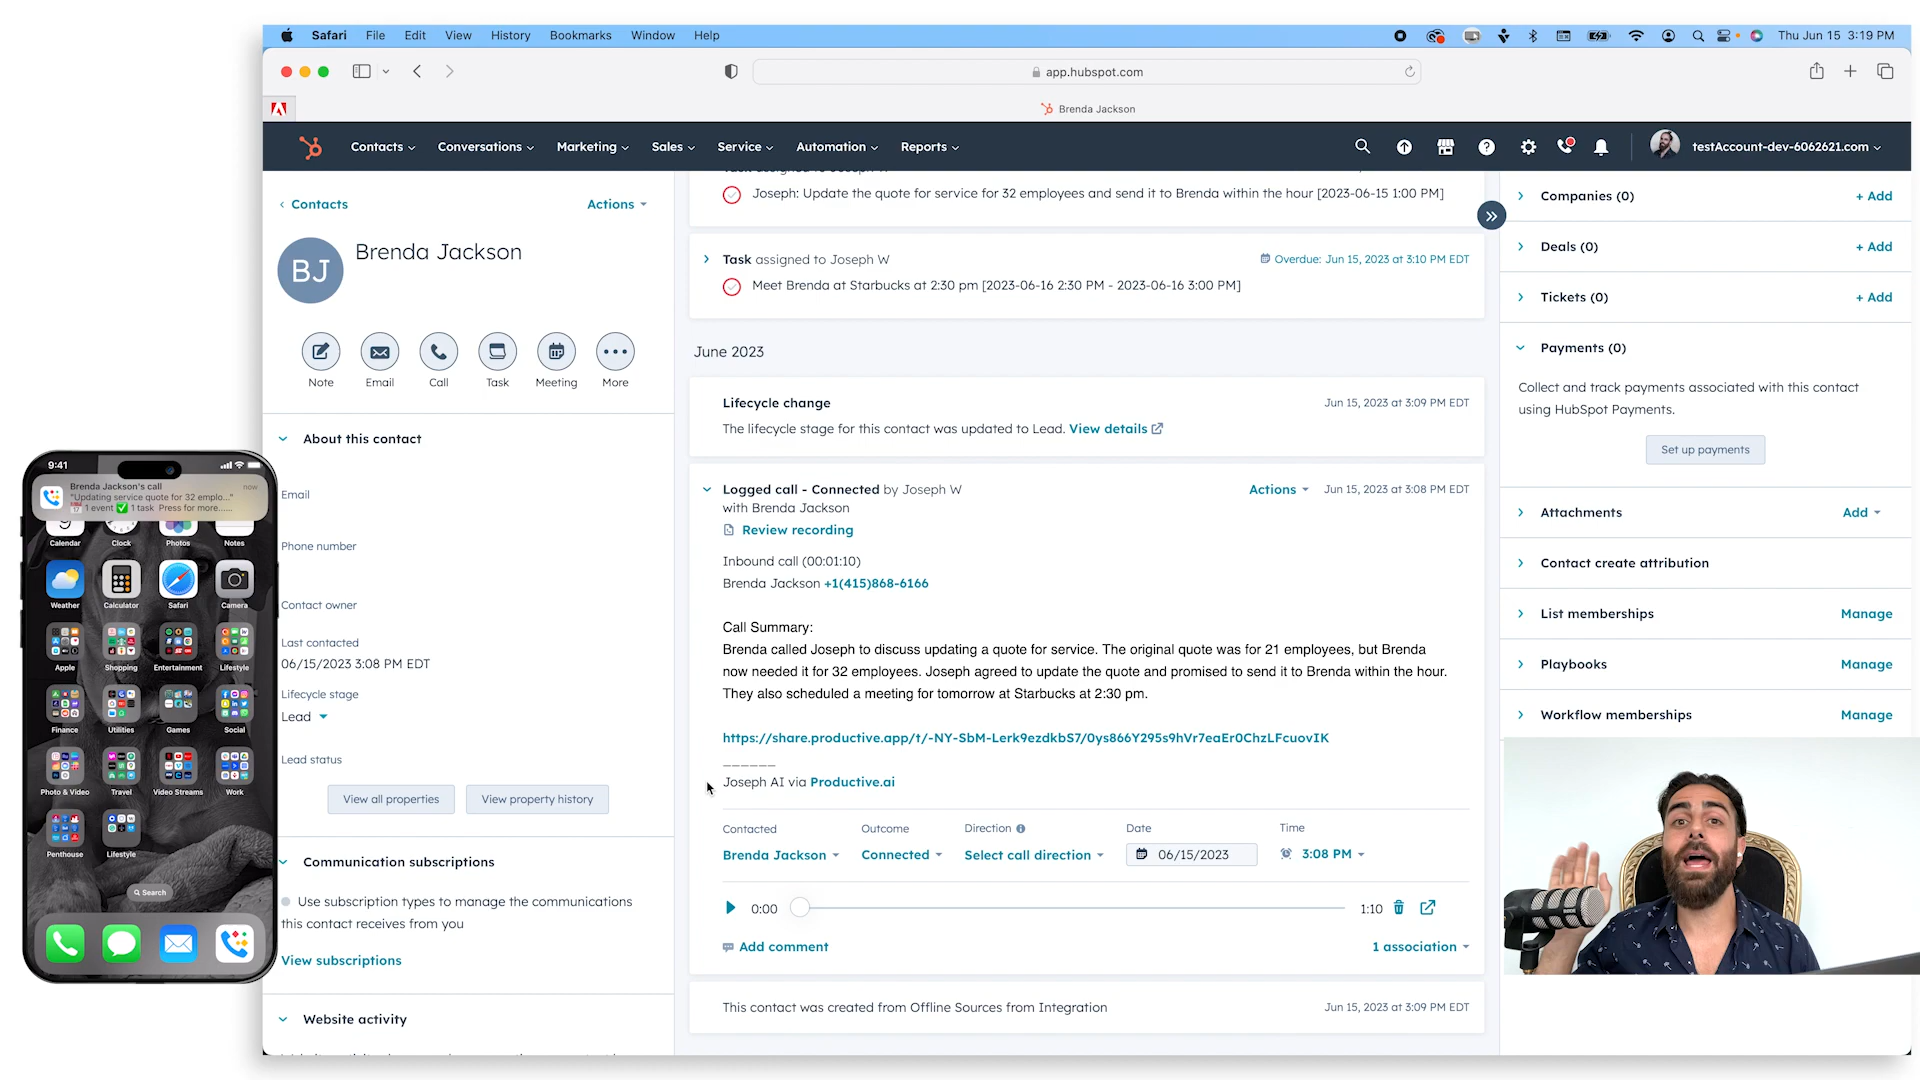 Safari File Edit View History Bookmarks Window Help
Thu Jun 15 3:19 PM
app.hubspot.com
Brenda Jackson
Contacts Conversations Marketing Sales Service Automation Reports
testAccount-dev-6062621.com
Contacts
Actions
BJ
Brenda Jackson
Note Email Call Task Meeting More
About this contact
Email
Phone number
Contact owner
Last contacted
06/15/2023 3:08 PM EDT
Lifecycle stage
Lead
Lead status
View all properties
View property history
Communication subscriptions
Use subscription types to manage the communications
this contact receives from you
View subscriptions
Website activity
Joseph: Update the quote for service for 32 employees and send it to Brenda within the hour [2023-06-15 1:00 PM]
Task assigned to Joseph W
Overdue: Jun 15, 2023 at 3:10 PM EDT
Meet Brenda at Starbucks at 2:30 pm [2023-06-16 2:30 PM - 2023-06-16 3:00 PM]
June 2023
Lifecycle change
Jun 15, 2023 at 3:09 PM EDT
The lifecycle stage for this contact was updated to Lead. View details
Logged call - Connected by Joseph W
Actions
Jun 15, 2023 at 3:08 PM EDT
with Brenda Jackson
Review recording
Inbound call (00:01:10)
Brenda Jackson +1(415)868-6166
Call Summary:
Brenda called Joseph to discuss updating a quote for service. The original quote was for 21 employees, but Brenda
now needed it for 32 employees. Joseph agreed to update the quote and promised to send it to Brenda within the hour.
They also scheduled a meeting for tomorrow at Starbucks at 2:30 pm.
https://share.productive.app/t/-NY-SbM-Lerk9ezdkbS7/0ys866Y295s9hVr7eaEr0ChzLFcuovIK
______
Joseph AI via Productive.ai
Contacted Outcome Direction Date Time
Brenda Jackson Connected Select call direction 06/15/2023 3:08 PM
0:00
1:10
Add comment
1 association
This contact was created from Offline Sources from Integration
Jun 15, 2023 at 3:09 PM EDT
Companies (0)
+ Add
Deals (0)
+ Add
Tickets (0)
+ Add
Payments (0)
Collect and track payments associated with this contact
using HubSpot Payments.
Set up payments
Attachments
Add
Contact create attribution
List memberships
Manage
Playbooks
Manage
Workflow memberships
Manage
9:41
Brenda Jackson's call
now
"Updating service quote for 32 emplo..."
1 event 1 task Press for more......
9
Calendar Clock Photos Notes
Weather Calculator Safari Camera
Apple Shopping Entertainment Lifestyle
Finance Utilities Games Social
Photo & Video Travel Video Streams Work
Penthouse Lifestyle
Search